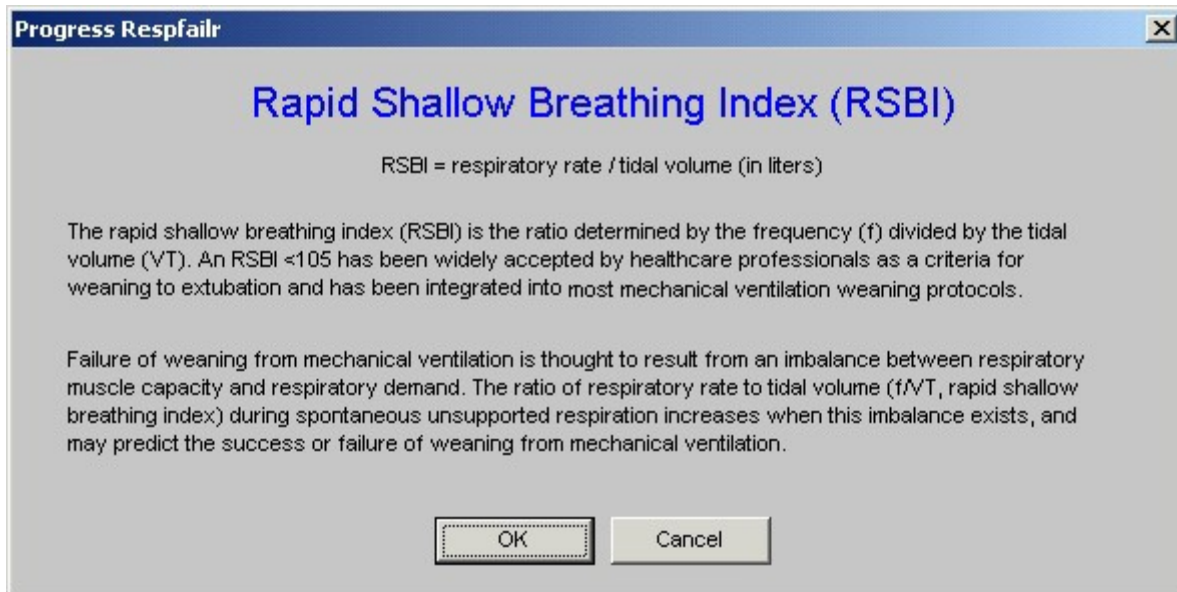 Progress Respfailr
Rapid Shallow Breathing Index (RSBI)
RSBI = respiratory rate / tidal volume (in liters)
The rapid shallow breathing index (RSBI) is the ratio determined by the frequency (f) divided by the tidal
volume (VT). An RSBI <105 has been widely accepted by healthcare professionals as a criteria for
weaning to extubation and has been integrated into most mechanical ventilation weaning protocols.
Failure of weaning from mechanical ventilation is thought to result from an imbalance between respiratory
muscle capacity and respiratory demand. The ratio of respiratory rate to tidal volume (f/VT, rapid shallow
breathing index) during spontaneous unsupported respiration increases when this imbalance exists, and
may predict the success or failure of weaning from mechanical ventilation.
OK
Cancel